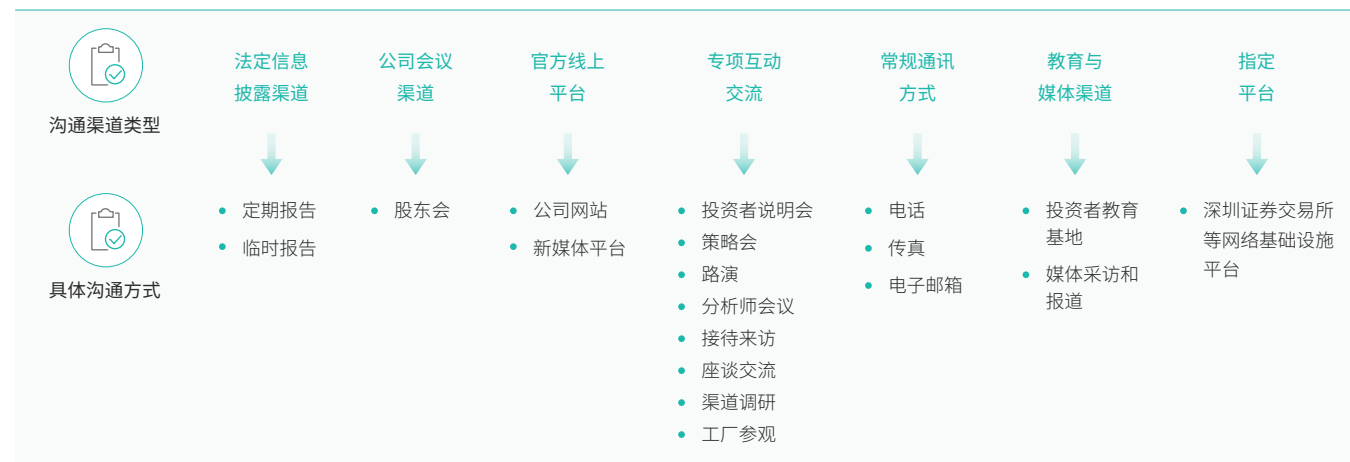 沟通渠道类型
法定信息
披露渠道
公司会议
渠道
官方线上
平台
专项互动
交流
常规通讯
方式
教育与
媒体渠道
指定
平台
具体沟通方式
定期报告
临时报告
股东会
公司网站
新媒体平台
投资者说明会
策略会
路演
分析师会议
接待来访
座谈交流
渠道调研
工厂参观
电话
传真
电子邮箱
投资者教育
基地
媒体采访和
报道
深圳证券交易所
等网络基础设施
平台